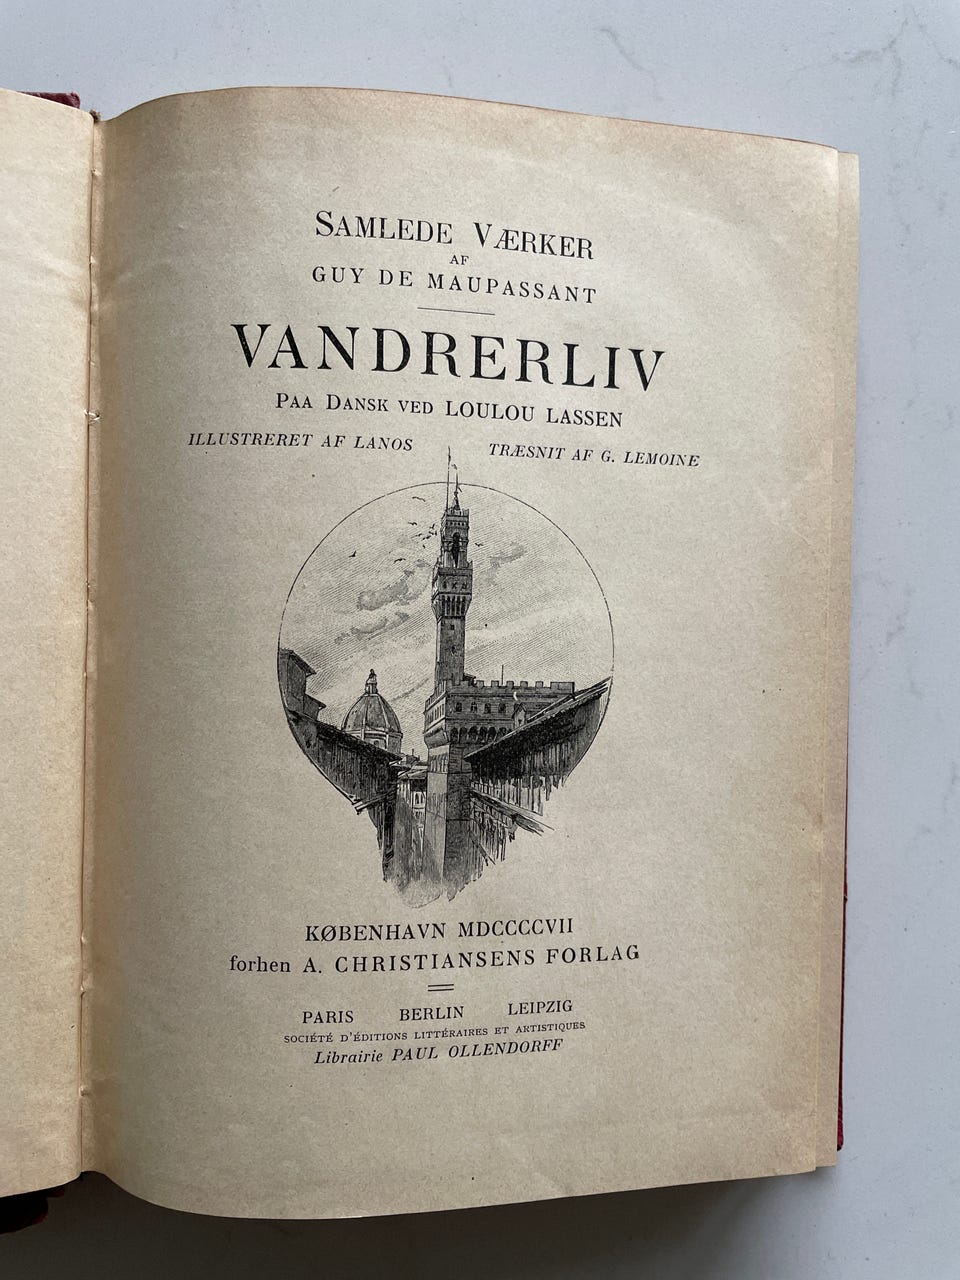 SAMLEDE VÆRKER
AF
GUY DE MAUPASSANT
VANDRERLIV
PAA DANSK VED LOULOU LASSEN
ILLUSTRERET AF LANOS TRÆSNIT AF G. LEMOINE
KØBENHAVN MDCCCCVII
forhen A. CHRISTIANSENS FORLAG
PARIS BERLIN LEIPZIG
SOCIÉTÉ D'ÉDITIONS LITTÉRAIRES ET ARTISTIQUES
Librairie PAUL OLLENDORFF